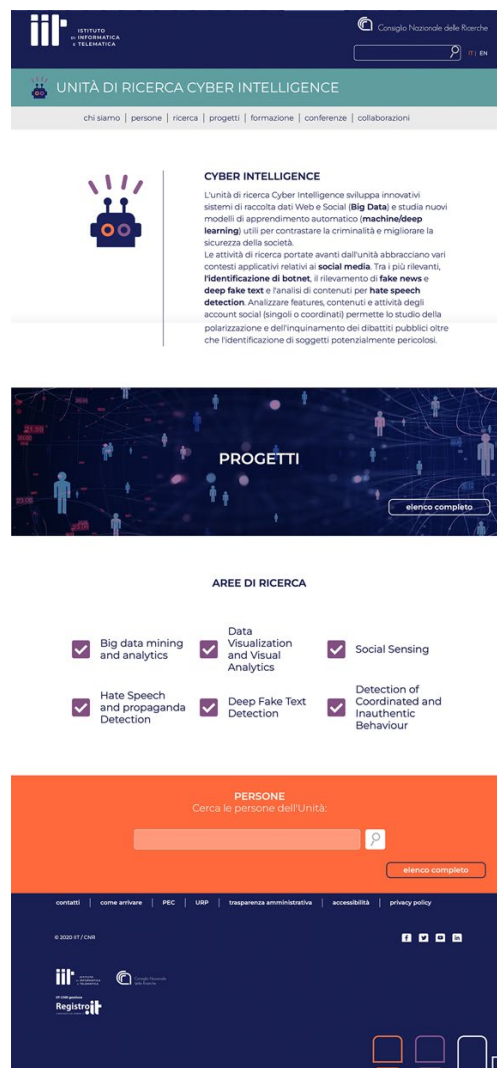 iit
ISTITUTO
DI INFORMATICA
E TELEMATICA
Consiglio Nazionale delle Ricerche
IT | EN
UNITÀ DI RICERCA CYBER INTELLIGENCE
chi siamo | persone | ricerca | progetti | formazione | conferenze | collaborazioni
CYBER INTELLIGENCE
L'unità di ricerca Cyber Intelligence sviluppa innovativi
sistemi di raccolta dati Web e Social (Big Data) e studia nuovi
modelli di apprendimento automatico (machine/deep
learning) utili per contrastare la criminalità e migliorare la
sicurezza della società.
Le attività di ricerca portate avanti dall'unità abbracciano vari
contesti applicativi relativi ai social media. Tra i più rilevanti,
l'identificazione di botnet, il rilevamento di fake news e
deep fake text e l'analisi di contenuti per hate speech
detection. Analizzare features, contenuti e attività degli
account social (singoli o coordinati) permette lo studio della
polarizzazione e dell'inquinamento dei dibattiti pubblici oltre
che l'identificazione di soggetti potenzialmente pericolosi.
PROGETTI
elenco completo
AREE DI RICERCA
Big data mining
and analytics
Data
Visualization
and Visual
Analytics
Social Sensing
Hate Speech
and propaganda
Detection
Deep Fake Text
Detection
Detection of
Coordinated and
Inauthentic
Behaviour
PERSONE
Cerca le persone dell'Unità:
elenco completo
contatti | come arrivare | PEC | URP | trasparenza amministrativa | accessibilità | privacy policy
© 2020 IIT / CNR
iit
Consiglio Nazionale
delle Ricerche
Registro.it